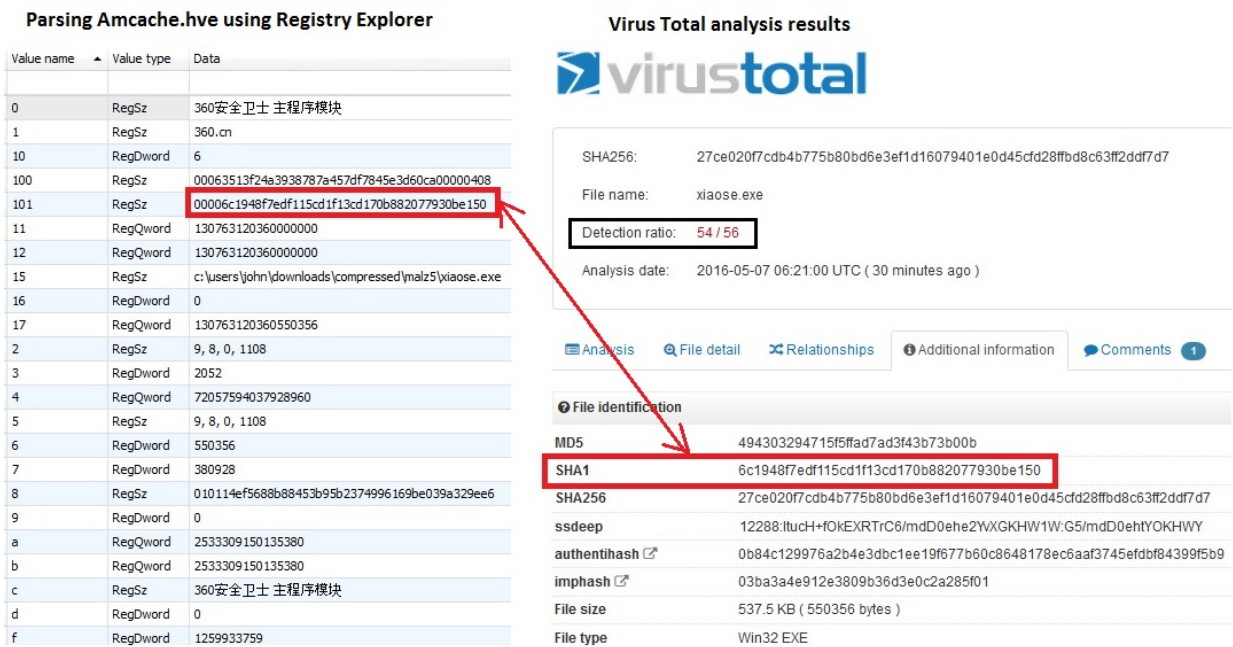 Parsing Amcache.hve using Registry Explorer
Value name Value type Data
0 RegSz 360安全卫士 主程序模块
1 RegSz 360.cn
10 RegDword 6
100 RegSz 00063513f24a3938787a457df7845e3d60ca00000408
101 RegSz 00006c1948f7edf115cd1f13cd170b882077930be150
11 RegQword 130763120360000000
12 RegQword 130763120360000000
15 RegSz c:\users\john\downloads\compressed\malz5\xiaose.exe
16 RegDword 0
17 RegQword 130763120360550356
2 RegSz 9, 8, 0, 1108
3 RegDword 2052
4 RegQword 72057594037928960
5 RegSz 9, 8, 0, 1108
6 RegDword 550356
7 RegDword 380928
8 RegSz 010114ef5688b88453b95b2374996169be039a329ee6
9 RegDword 0
a RegQword 2533309150135380
b RegQword 2533309150135380
c RegSz 360安全卫士 主程序模块
d RegDword 0
f RegDword 1259933759
Virus Total analysis results
virustotal
SHA256: 27ce020f7cdb4b775b80bd6e3ef1d16079401e0d45cfd28ffbd8c63ff2ddf7d7
File name: xiaose.exe
Detection ratio: 54 / 56
Analysis date: 2016-05-07 06:21:00 UTC ( 30 minutes ago )
Analysis File detail Relationships Additional information Comments 1
File identification
MD5 494303294715f5ffad7ad3f43b73b00b
SHA1 6c1948f7edf115cd1f13cd170b882077930be150
SHA256 27ce020f7cdb4b775b80bd6e3ef1d16079401e0d45cfd28ffbd8c63ff2ddf7d7
ssdeep 12288:ltucH+fOkEXRTrC6/mdD0ehe2YvXGKHW1W:G5/mdD0ehtYOKHWY
authentihash 0b84c129976a2b4e3dbc1ee19f677b60c8648178ec6aaf3745efdbf84399f5b9
imphash 03ba3a4e912e3809b36d3e0c2a285f01
File size 537.5 KB ( 550356 bytes )
File type Win32 EXE